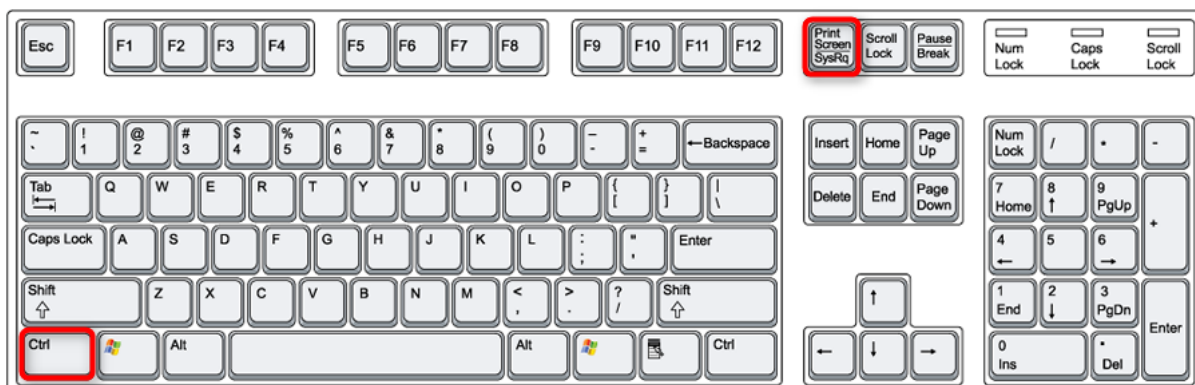 Esc F1 F2 F3 F4 F5 F6 F7 F8 F9 F10 F11 F12
Print
Screen
SysRq
Scroll
Lock
Pause
Break
Num
Lock
Caps
Lock
Scroll
Lock
~ ! @ # $ % ^ & * ( ) – +
` 1 2 3 4 5 6 7 8 9 0 - = ←Backspace
Insert Home Page
Up
Num
Lock
/ * -
Tab Q W E R T Y U I O P { } |
[ ] \
Delete End Page
Down
7 8 9
Home ↑ PgUp +
Caps Lock A S D F G H J K L : " Enter
; '
4 5 6
← →
Shift Z X C V B N M < > ? Shift
, . /
↑
1 2 3
End ↓ PgDn Enter
Ctrl Alt Alt Ctrl
← ↓ →
0 .
Ins Del